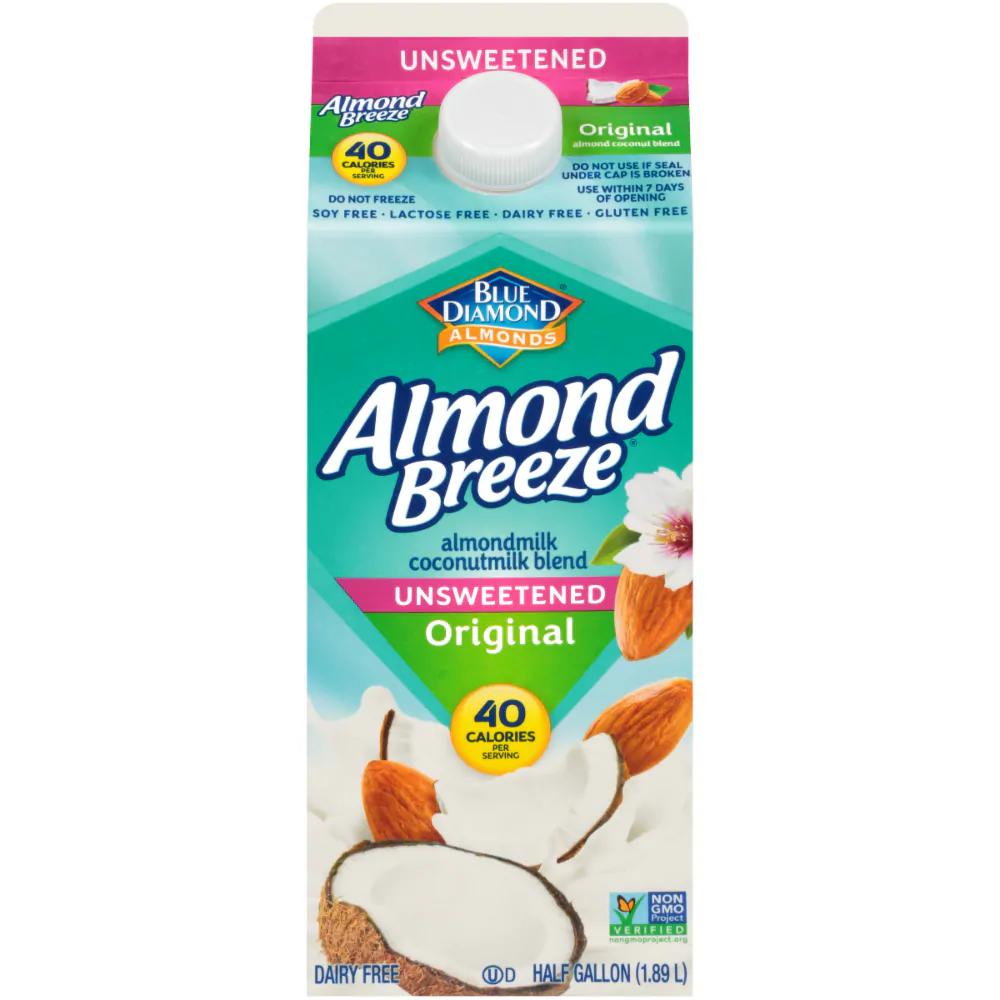 UNSWEETENED
Almond
Breeze
Original
almond coconut blend
40
CALORIES
PER
SERVING
DO NOT USE IF SEAL
UNDER CAP IS BROKEN
USE WITHIN 7 DAYS
OF OPENING
DO NOT FREEZE
SOY FREE · LACTOSE FREE · DAIRY FREE · GLUTEN FREE
BLUE
DIAMOND®
ALMONDS
Almond
Breeze®
almondmilk
coconutmilk blend
UNSWEETENED
Original
40
CALORIES
PER
SERVING
NON
GMO
Project
VERIFIED
nongmoproject.org
DAIRY FREE
UD
HALF GALLON (1.89 L)